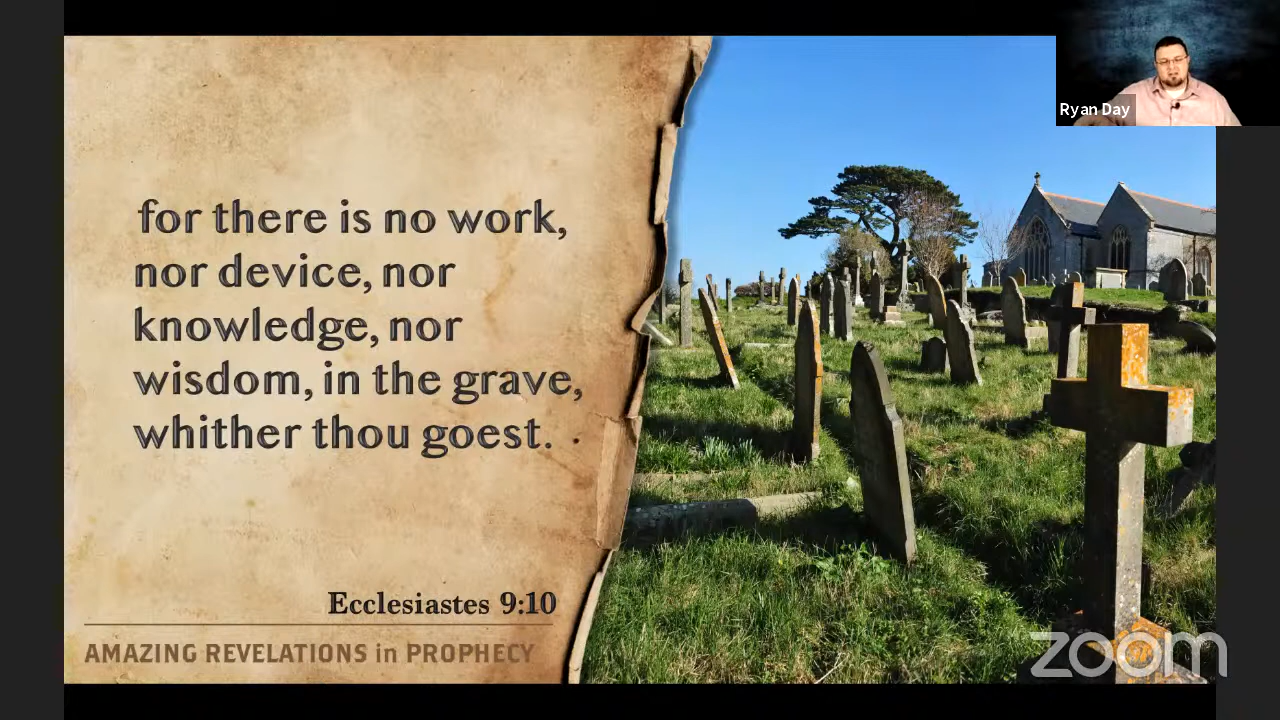 Ryan Day
for there is no work,
nor device, nor
knowledge, nor
wisdom, in the grave,
whither thou goest.
Ecclesiastes 9:10
AMAZING REVELATIONS in PROPHECY
zoom